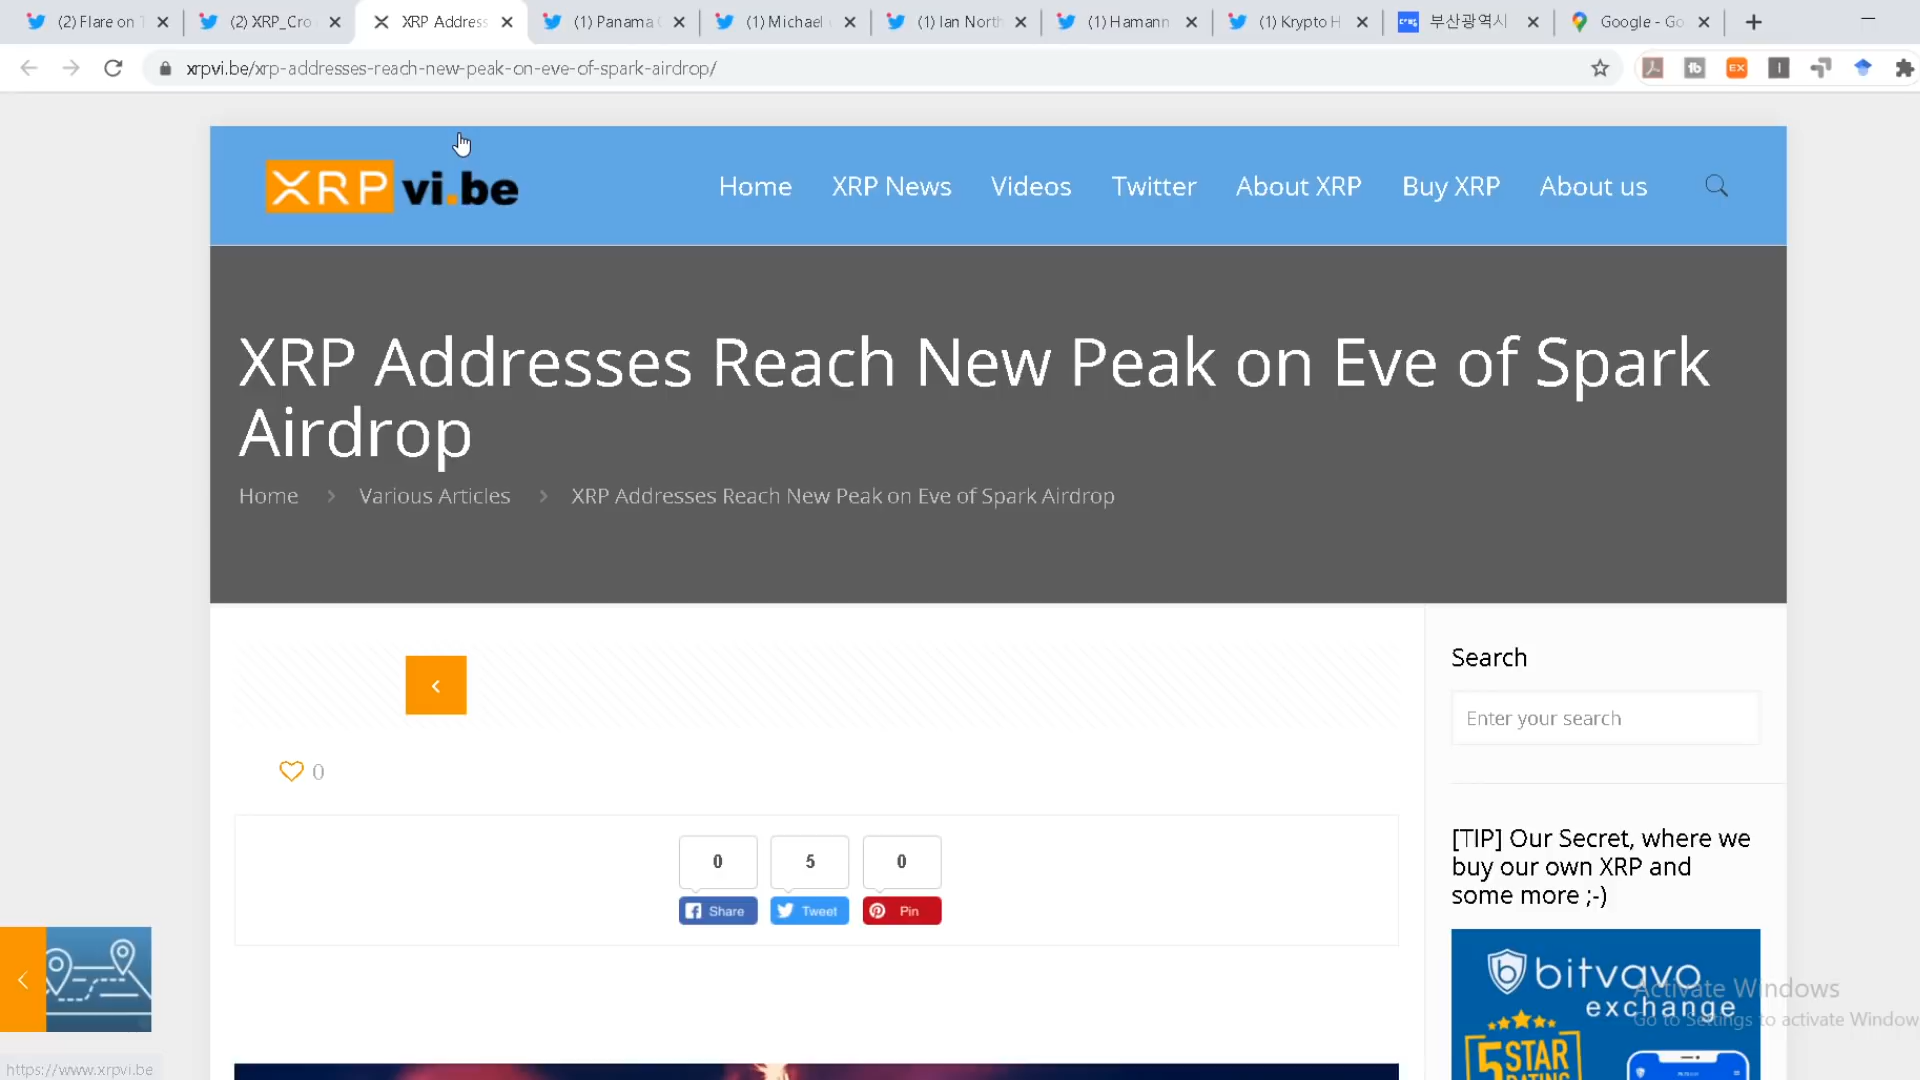 (2) Flare on T
(2) XRP_Cro
XRP Address
(1) Panama
(1) Michael
(1) Ian North
(1) Hamann
(1) Krypto H
부산광역시
Google - Go
xrpvi.be/xrp-addresses-reach-new-peak-on-eve-of-spark-airdrop/
EX
XRP vi.be
Home
XRP News
Videos
Twitter
About XRP
Buy XRP
About us
XRP Addresses Reach New Peak on Eve of Spark
Airdrop
Home > Various Articles > XRP Addresses Reach New Peak on Eve of Spark Airdrop
Search
Enter your search
0
0
5
0
Share
Tweet
Pin
[TIP] Our Secret, where we
buy our own XRP and
some more ;-)
bitvavo
exchange
5 STAR
RATING
Activate Windows
Go to Settings to activate Window
https://www.xrpvi.be